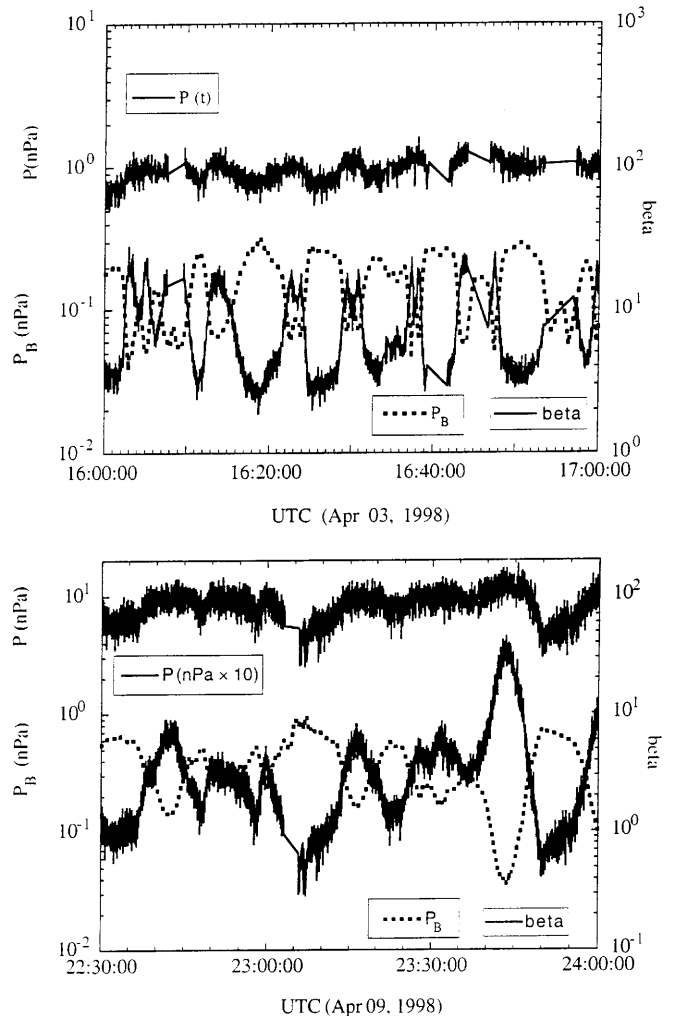 10^1
10^3
P (t)
P(nPa)
10^0
10^2
beta
P_B (nPa)
10^-1
10^1
P_B
beta
10^-2
10^0
16:00:00
16:20:00
16:40:00
17:00:00
UTC (Apr 03, 1998)
P (nPa)
10^1
10^2
P(nPa × 10)
P_B (nPa)
10^0
10^1
beta
10^-1
10^0
P_B
beta
10^-2
10^-1
22:30:00
23:00:00
23:30:00
24:00:00
UTC (Apr 09, 1998)